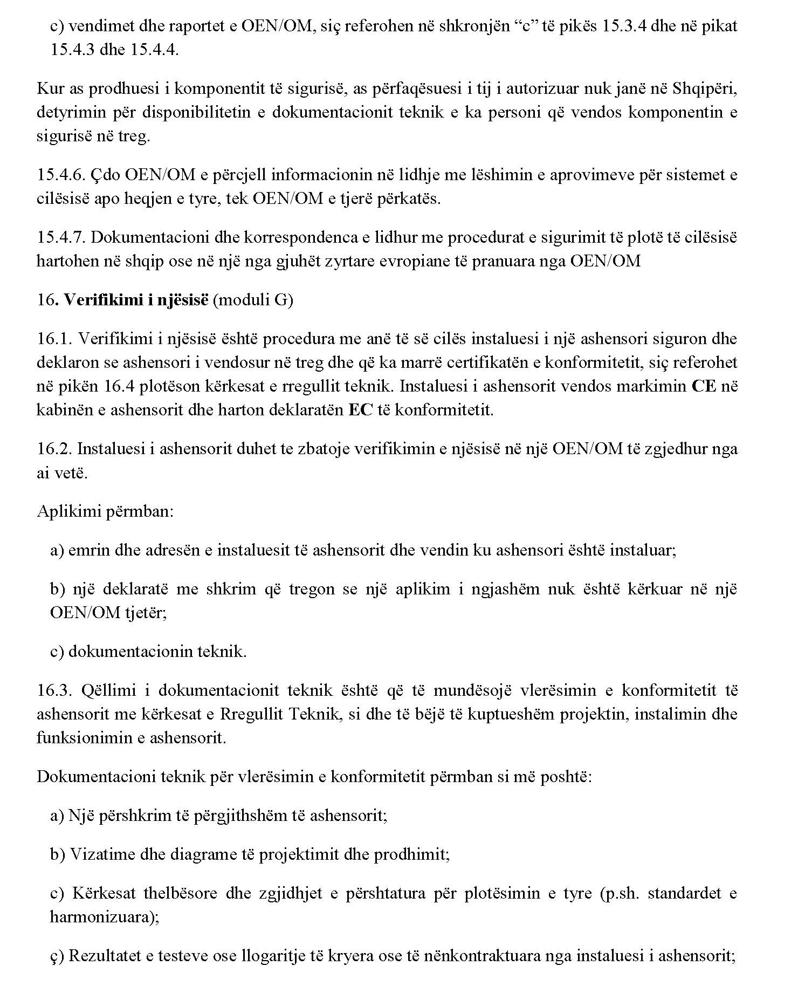 c) vendimet dhe raportet e OEN/OM, siç referohen në shkronjën “c” të pikës 15.3.4 dhe në pikat
15.4.3 dhe 15.4.4.
Kur as prodhuesi i komponentit të sigurisë, as përfaqësuesi i tij i autorizuar nuk janë në Shqipëri,
detyrimin për disponibilitetin e dokumentacionit teknik e ka personi që vendos komponentin e
sigurisë në treg.
15.4.6. Çdo OEN/OM e përcjell informacionin në lidhje me lëshimin e aprovimeve për sistemet e
cilësisë apo heqjen e tyre, tek OEN/OM e tjerë përkatës.
15.4.7. Dokumentacioni dhe korrespondenca e lidhur me procedurat e sigurimit të plotë të cilësisë
hartohen në shqip ose në një nga gjuhët zyrtare evropiane të pranuara nga OEN/OM
16. Verifikimi i njësisë (moduli G)
16.1. Verifikimi i njësisë është procedura me anë të së cilës instaluesi i një ashensori siguron dhe
deklaron se ashensori i vendosur në treg dhe që ka marrë certifikatën e konformitetit, siç referohet
në pikën 16.4 plotëson kërkesat e rregullit teknik. Instaluesi i ashensorit vendos markimin CE në
kabinën e ashensorit dhe harton deklaratën EC të konformitetit.
16.2. Instaluesi i ashensorit duhet te zbatoje verifikimin e njësisë në një OEN/OM të zgjedhur nga
ai vetë.
Aplikimi përmban:
a) emrin dhe adresën e instaluesit të ashensorit dhe vendin ku ashensori është instaluar;
b) një deklaratë me shkrim që tregon se një aplikim i ngjashëm nuk është kërkuar në një
OEN/OM tjetër;
c) dokumentacionin teknik.
16.3. Qëllimi i dokumentacionit teknik është që të mundësojë vlerësimin e konformitetit të
ashensorit me kërkesat e Rregullit Teknik, si dhe të bëjë të kuptueshëm projektin, instalimin dhe
funksionimin e ashensorit.
Dokumentacioni teknik për vlerësimin e konformitetit përmban si më poshtë:
a) Një përshkrim të përgjithshëm të ashensorit;
b) Vizatime dhe diagrame të projektimit dhe prodhimit;
c) Kërkesat thelbësore dhe zgjidhjet e përshtatura për plotësimin e tyre (p.sh. standardet e
harmonizuara);
ç) Rezultatet e testeve ose llogaritje të kryera ose të nënkontraktuara nga instaluesi i ashensorit;